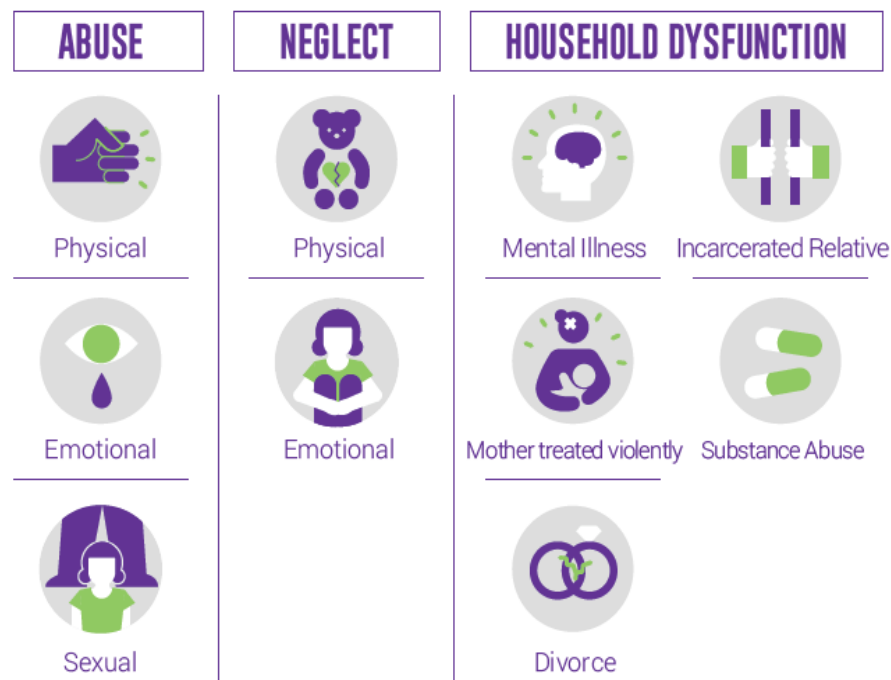 ABUSE
NEGLECT
HOUSEHOLD DYSFUNCTION
Physical
Emotional
Sexual
Physical
Emotional
Mental Illness
Incarcerated Relative
Mother treated violently
Substance Abuse
Divorce